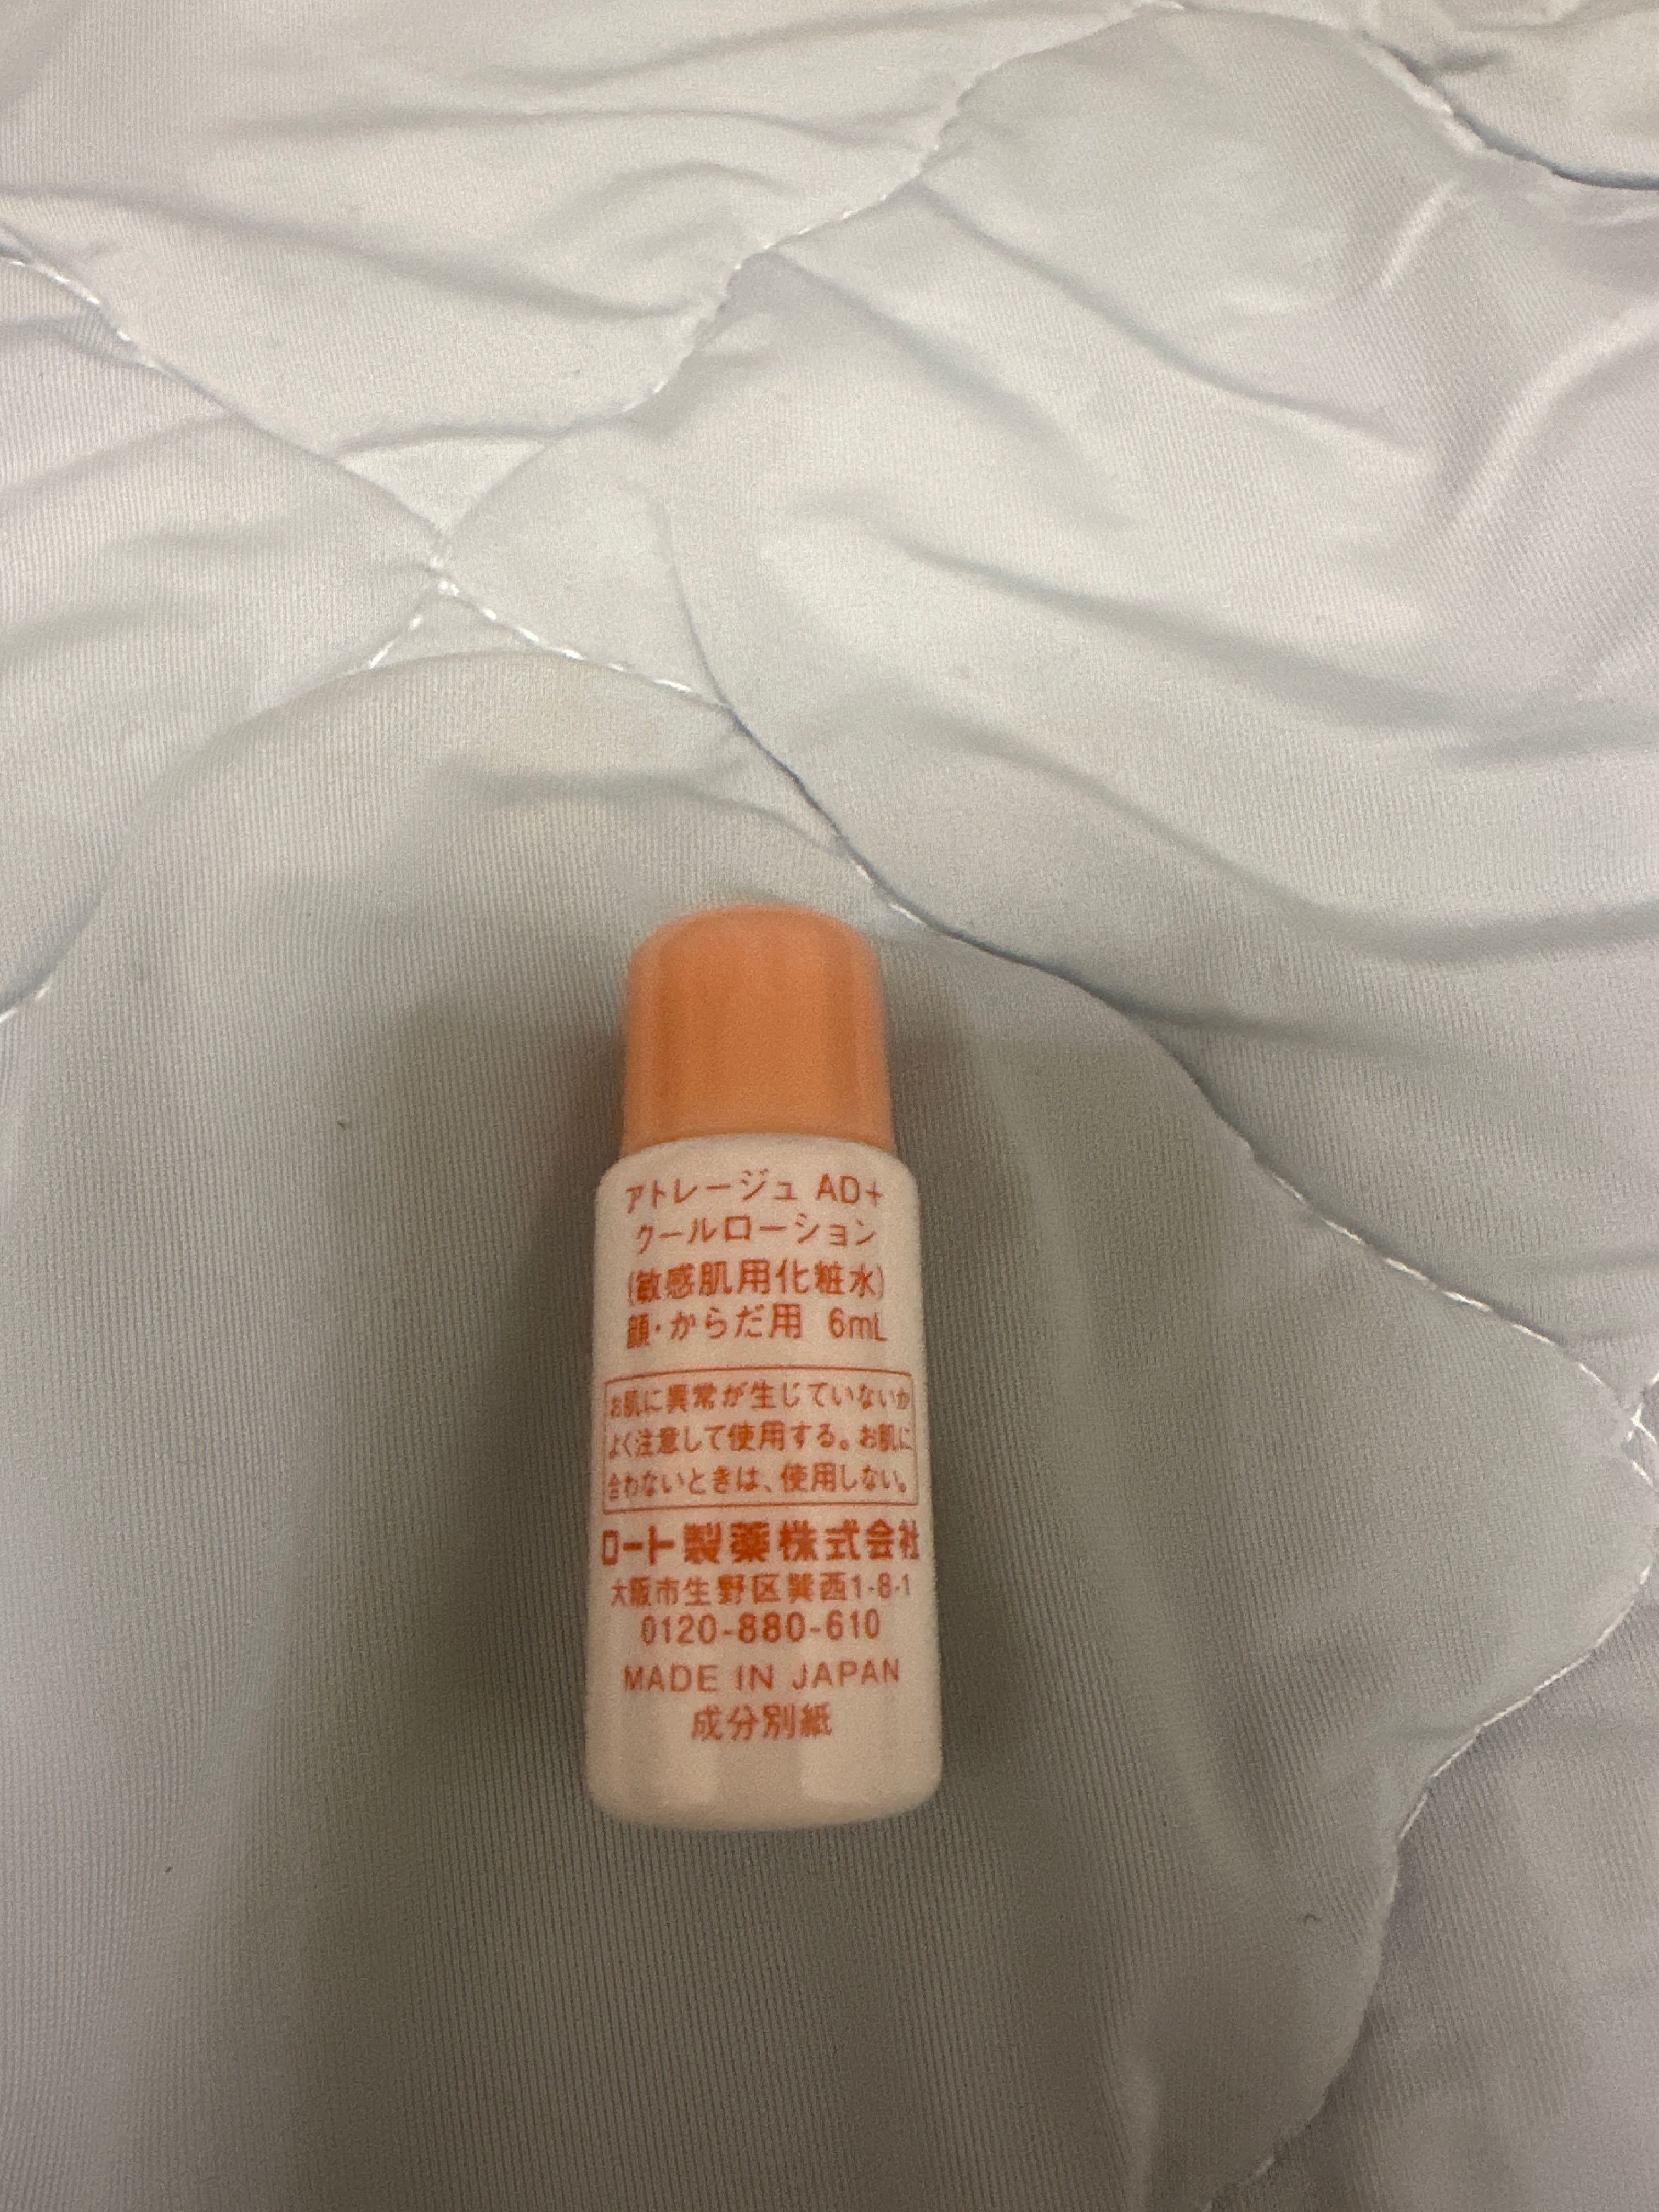 アトレージュ AD+
クールローション
(敏感肌用化粧水)
顔・からだ用 6mL
お肌に異常が生じていないか
よく注意して使用する。お肌に
合わないときは、使用しない。
ロート製薬株式会社
大阪市生野区巽西1-8-1
0120-880-610
MADE IN JAPAN
成分別紙